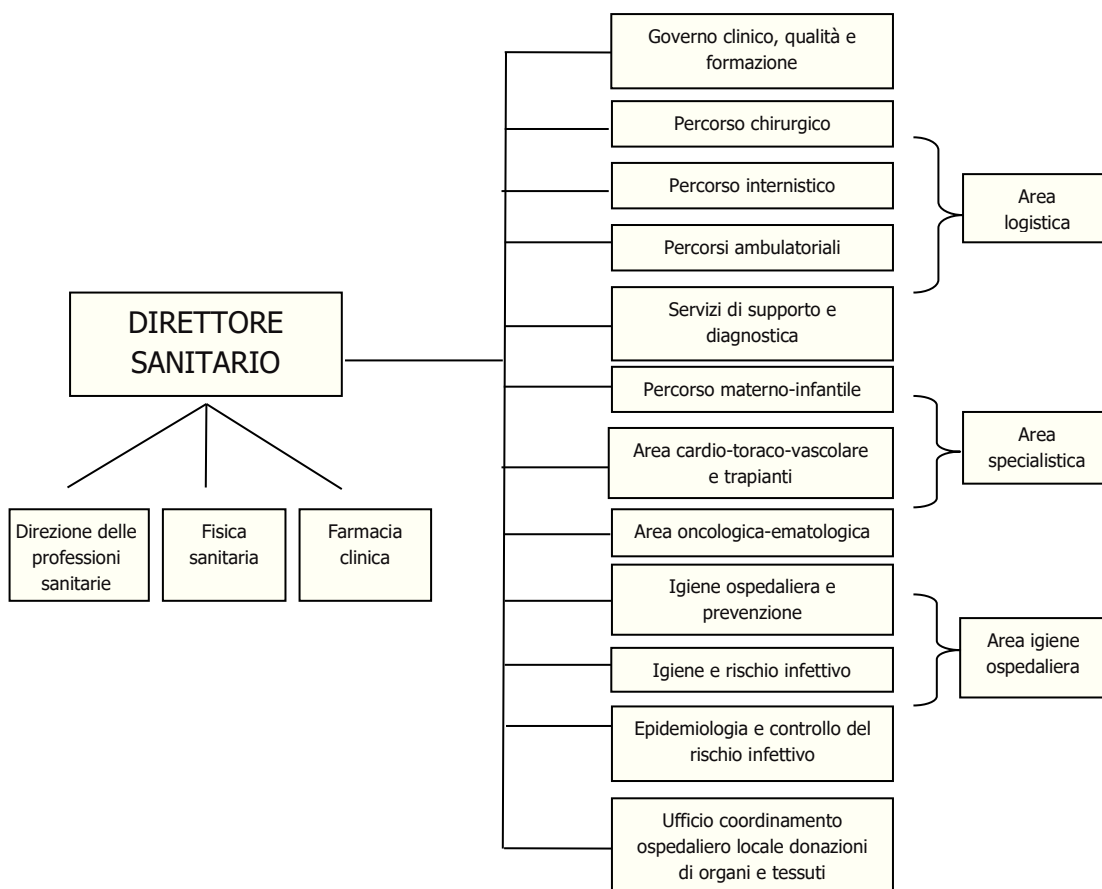 Governo clinico, qualità e
formazione
Percorso chirurgico
Percorso internistico
Percorsi ambulatoriali
Servizi di supporto e
diagnostica
Percorso materno-infantile
Area cardio-toraco-vascolare
e trapianti
Area oncologica-ematologica
Igiene ospedaliera e
prevenzione
Igiene e rischio infettivo
Epidemiologia e controllo del
rischio infettivo
Ufficio coordinamento
ospedaliero locale donazioni
di organi e tessuti
Area
logistica
Area
specialistica
Area igiene
ospedaliera
DIRETTORE
SANITARIO
Direzione delle
professioni
sanitarie
Fisica
sanitaria
Farmacia
clinica